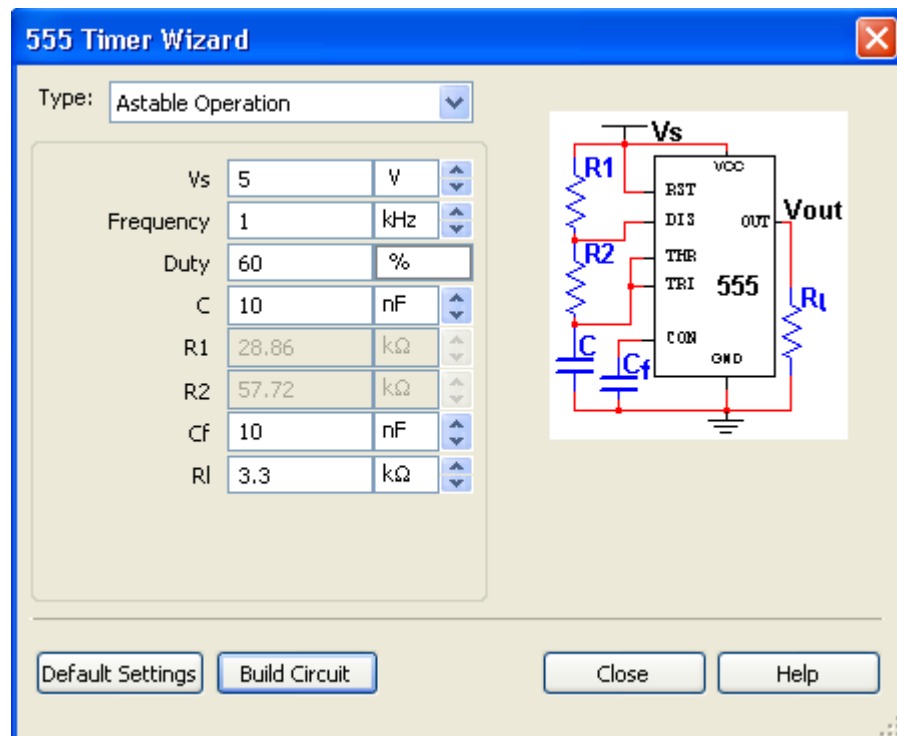 555 Timer Wizard
Type: Astable Operation
Vs 5 V
Frequency 1 kHz
Duty 60 %
C 10 nF
R1 28.86 kΩ
R2 57.72 kΩ
Cf 10 nF
Rl 3.3 kΩ
Vs
R1
VCC
RST
DIS
OUT
Vout
R2
THR
TRI
555
Rl
CON
C
Cf
GND
Default Settings
Build Circuit
Close
Help